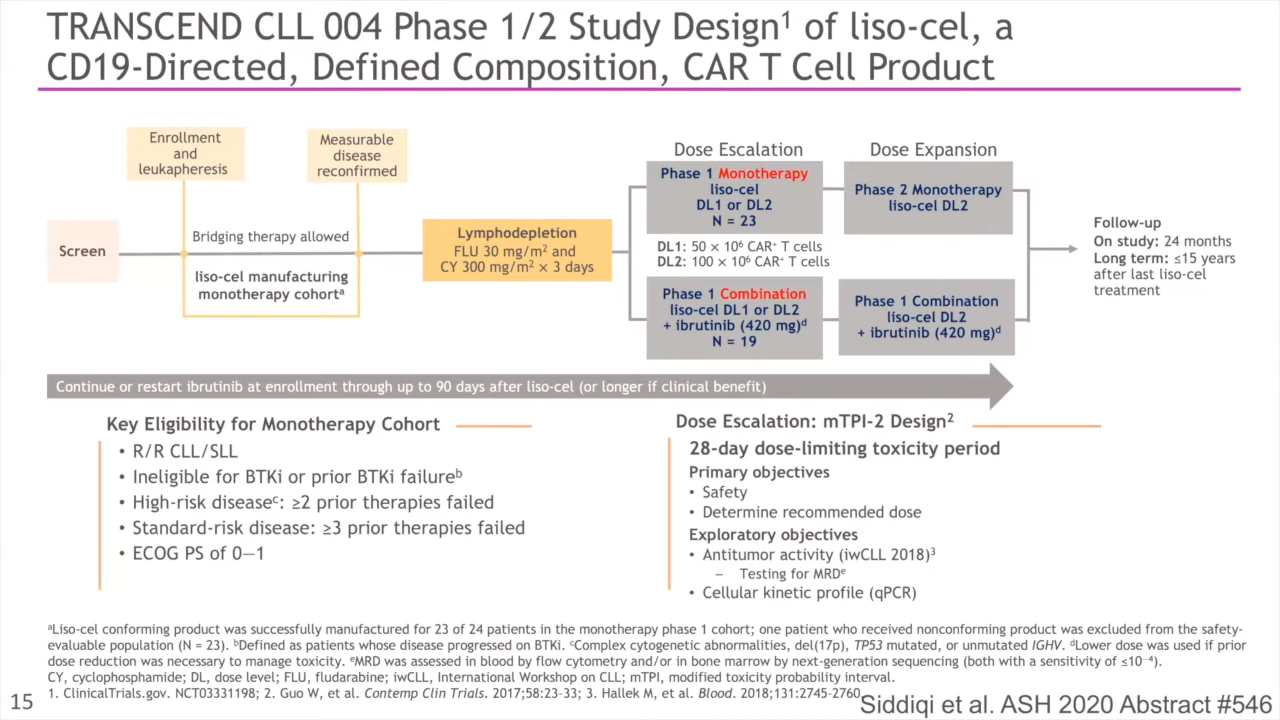 TRANSCEND CLL 004 Phase 1/2 Study Design¹ of liso-cel, a
CD19-Directed, Defined Composition, CAR T Cell Product
Enrollment
and
leukapheresis
Measurable
disease
reconfirmed
Screen
Bridging therapy allowed
liso-cel manufacturing
monotherapy cohortᵃ
Lymphodepletion
FLU 30 mg/m² and
CY 300 mg/m² × 3 days
Dose Escalation
Phase 1 Monotherapy
liso-cel
DL1 or DL2
N = 23
DL1: 50 × 10⁶ CAR⁺ T cells
DL2: 100 × 10⁶ CAR⁺ T cells
Phase 1 Combination
liso-cel DL1 or DL2
+ ibrutinib (420 mg)ᵈ
N = 19
Dose Expansion
Phase 2 Monotherapy
liso-cel DL2
Phase 1 Combination
liso-cel DL2
+ ibrutinib (420 mg)ᵈ
Follow-up
On study: 24 months
Long term: ≤15 years
after last liso-cel
treatment
Continue or restart ibrutinib at enrollment through up to 90 days after liso-cel (or longer if clinical benefit)
Key Eligibility for Monotherapy Cohort
• R/R CLL/SLL
• Ineligible for BTKi or prior BTKi failureᵇ
• High-risk diseaseᶜ: ≥2 prior therapies failed
• Standard-risk disease: ≥3 prior therapies failed
• ECOG PS of 0—1
Dose Escalation: mTPI-2 Design²
28-day dose-limiting toxicity period
Primary objectives
• Safety
• Determine recommended dose
Exploratory objectives
• Antitumor activity (iwCLL 2018)³
– Testing for MRDᵉ
• Cellular kinetic profile (qPCR)
ᵃLiso-cel conforming product was successfully manufactured for 23 of 24 patients in the monotherapy phase 1 cohort; one patient who received nonconforming product was excluded from the safety-
evaluable population (N = 23). ᵇDefined as patients whose disease progressed on BTKi. ᶜComplex cytogenetic abnormalities, del(17p), TP53 mutated, or unmutated IGHV. ᵈLower dose was used if prior
dose reduction was necessary to manage toxicity. ᵉMRD was assessed in blood by flow cytometry and/or in bone marrow by next-generation sequencing (both with a sensitivity of ≤10⁻⁴).
CY, cyclophosphamide; DL, dose level; FLU, fludarabine; iwCLL, International Workshop on CLL; mTPI, modified toxicity probability interval.
1. ClinicalTrials.gov. NCT03331198; 2. Guo W, et al. Contemp Clin Trials. 2017;58:23-33; 3. Hallek M, et al. Blood. 2018;131:2745-2760.
15
Siddiqi et al. ASH 2020 Abstract #546